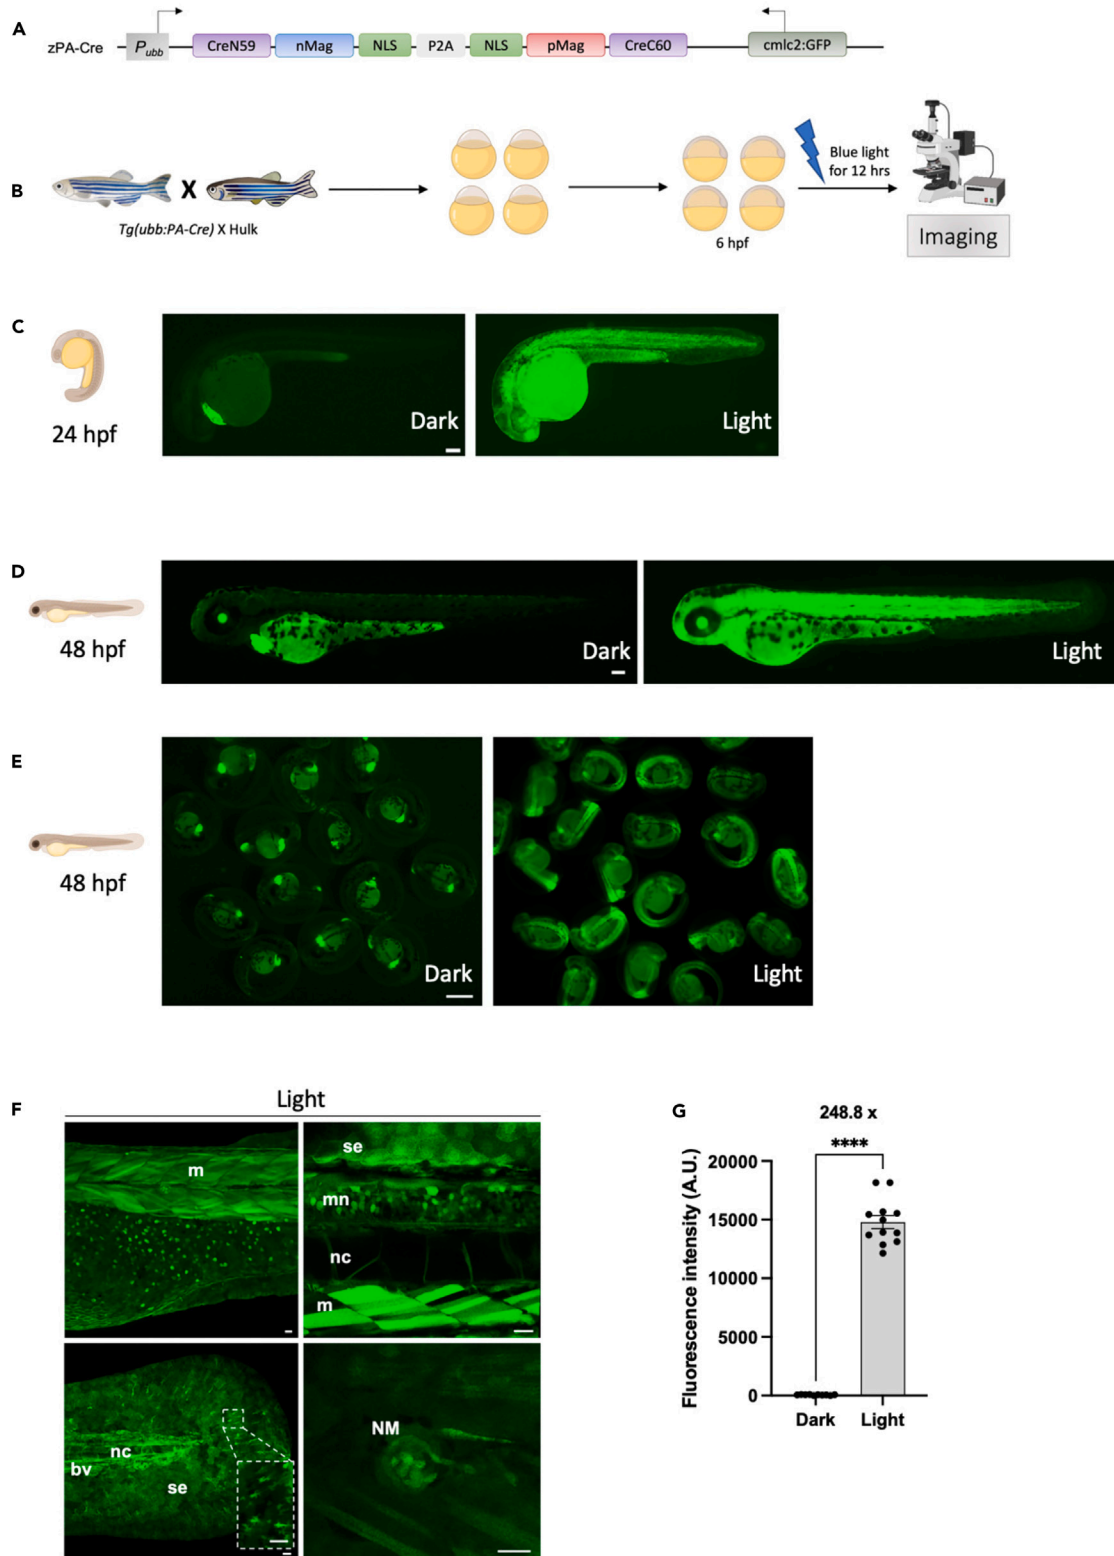 A
zPA-Cre
Pubb
CreN59
nMag
NLS
P2A
NLS
pMag
CreC60
cmlc2:GFP
B
X
Tg(ubb:PA-Cre) X Hulk
6 hpf
Blue light
for 12 hrs
Imaging
C
24 hpf
Dark
Light
D
48 hpf
Dark
Light
E
48 hpf
Dark
Light
F
Light
m
se
mn
nc
m
nc
bv
se
NM
G
248.8 x
****
Fluorescence intensity (A.U.)
20000
15000
10000
5000
0
Dark
Light